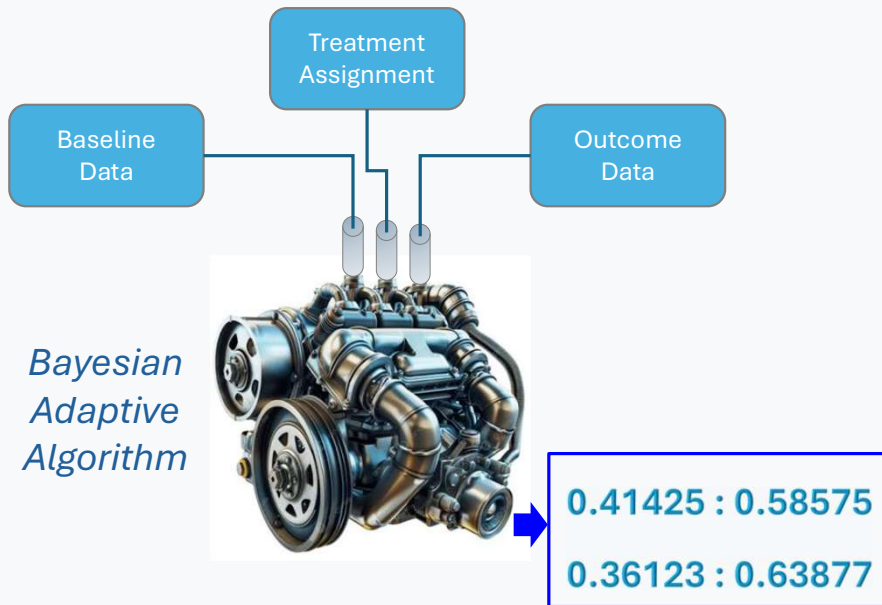 Treatment
Assignment
Baseline
Data
Outcome
Data
Bayesian
Adaptive
Algorithm
0.41425 : 0.58575
0.36123 : 0.63877